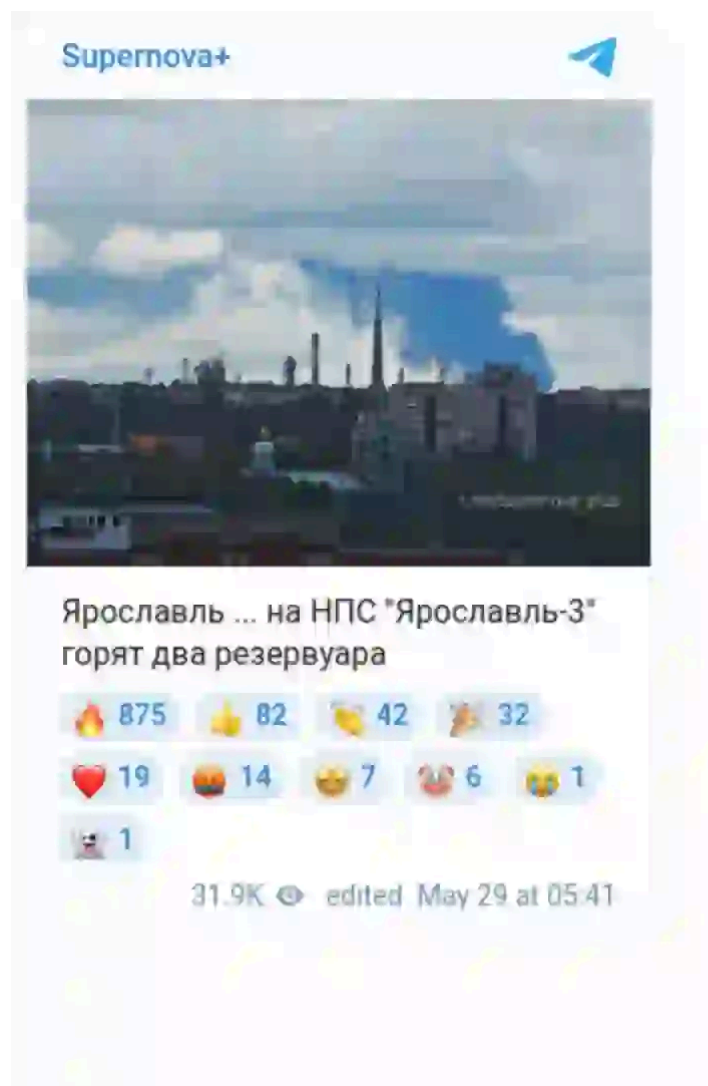 Supernova+
Ярославль ... на НПС "Ярославль-3"
горят два резервуара
875 82 42 32
19 14 7 6 1
1
31.9K edited May 29 at 05:41